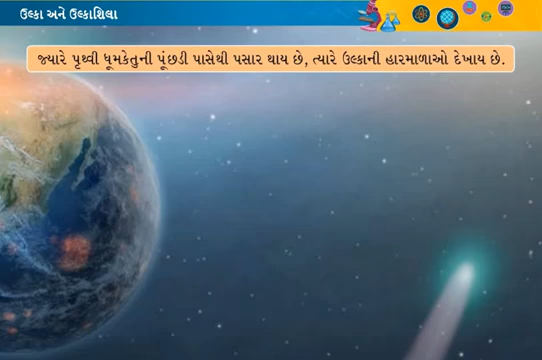 ઉલ્કા અને ઉલ્કાશિલા
જ્યારે પૃથ્વી ધૂમકેતુની પૂંછડી પાસેથી પસાર થાય છે, ત્યારે ઉલ્કાની હારમાળાઓ દેખાય છે.